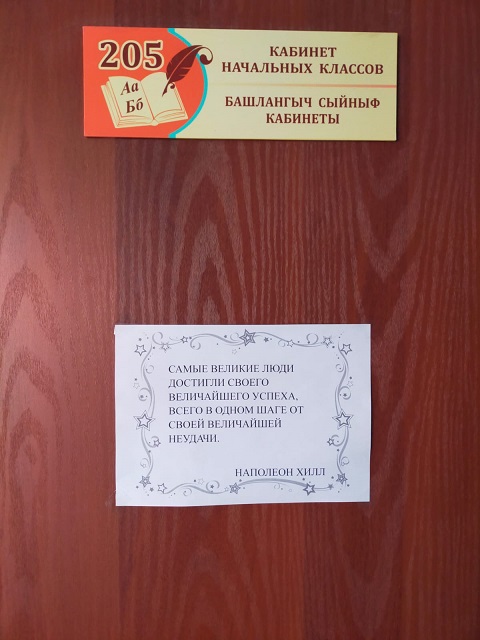 205
Аа
Бб
КАБИНЕТ
НАЧАЛЬНЫХ КЛАССОВ
БАШЛАНГЫЧ СЫЙНЫФ
КАБИНЕТЫ
САМЫЕ ВЕЛИКИЕ ЛЮДИ
ДОСТИГЛИ СВОЕГО
ВЕЛИЧАЙШЕГО УСПЕХА,
ВСЕГО В ОДНОМ ШАГЕ ОТ
СВОЕЙ ВЕЛИЧАЙШЕЙ
НЕУДАЧИ.
НАПОЛЕОН ХИЛЛ